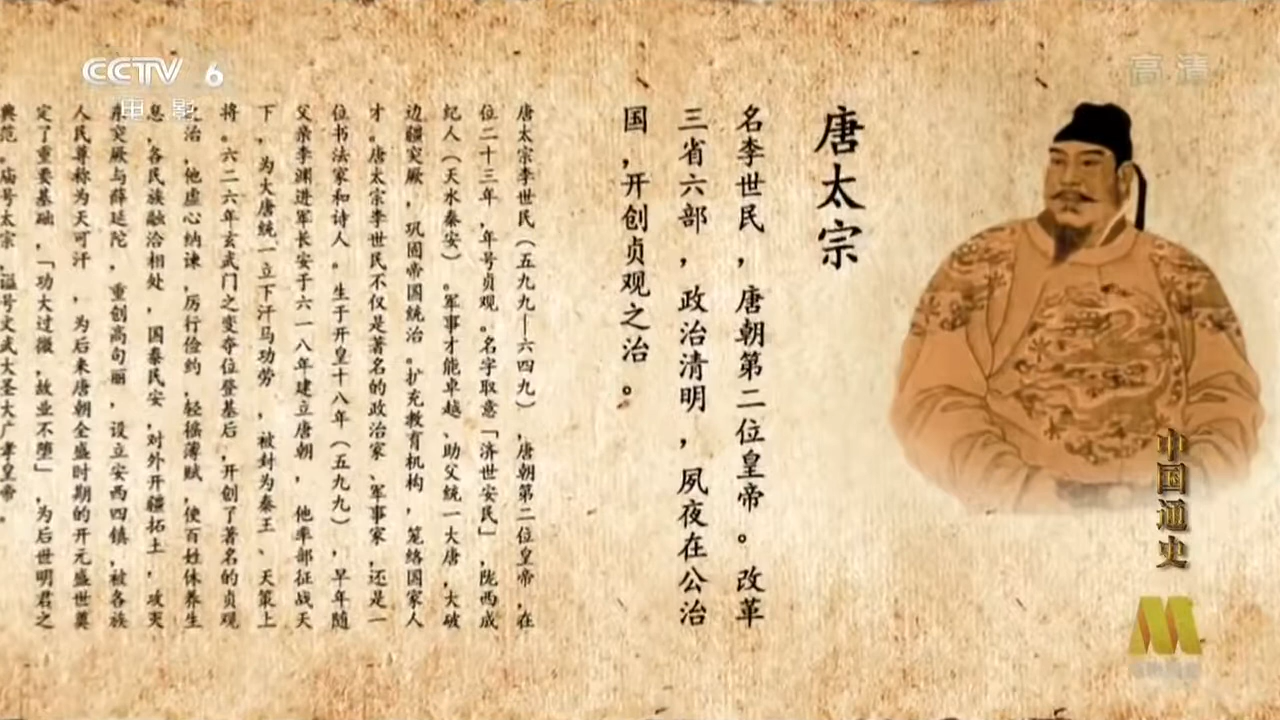 CCTV 6
电影
高清
唐太宗
名李世民，唐朝第二位皇帝。改革
三省六部，政治清明，夙夜在公治
国，开创贞观之治。
唐太宗李世民（五九九—六四九），唐朝第二位皇帝，在
位二十三年，年号贞观。名字取意「济世安民」，陇西成
纪人（天水秦安）。军事才能卓越、助父统一大唐，大破
边疆突厥，巩固帝国统治。扩充教育机构，笼络国家人
才。唐太宗李世民不仅是著名的政治家、军事家，还是一
位书法家和诗人。生于开皇十八年（五九九），早年随
父亲李渊进军长安于六一八年建立唐朝，他率部征战天
下，为大唐统一立下汗马功劳，被封为秦王、天策上
将。六二六年玄武门之变夺位登基后，开创了著名的贞观
之治，他虚心纳谏，厉行俭约，轻徭薄赋，使百姓休养生
息，各民族融洽相处，国泰民安，对外开疆拓土，攻灭
东突厥与薛延陀，重创高句丽，设立安西四镇，被各族
人民尊称为天可汗，为后来唐朝全盛时期的开元盛世奠
定了重要基础，「功大过微，故业不堕」，为后世明君之
典范。庙号太宗，谥号文武大圣大广孝皇帝。
中国通史